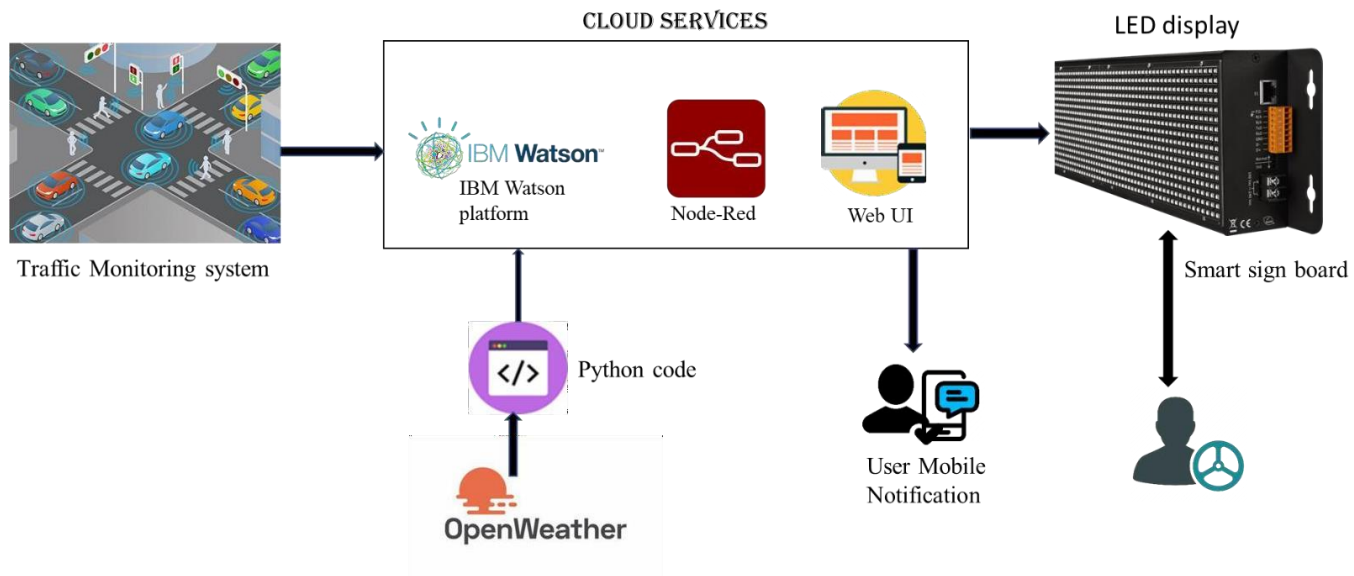 CLOUD SERVICES
LED display
IBM Watson™
IBM Watson
platform
Node-Red
Web UI
Traffic Monitoring system
Smart sign board
Python code
</>
User Mobile
Notification
OpenWeather